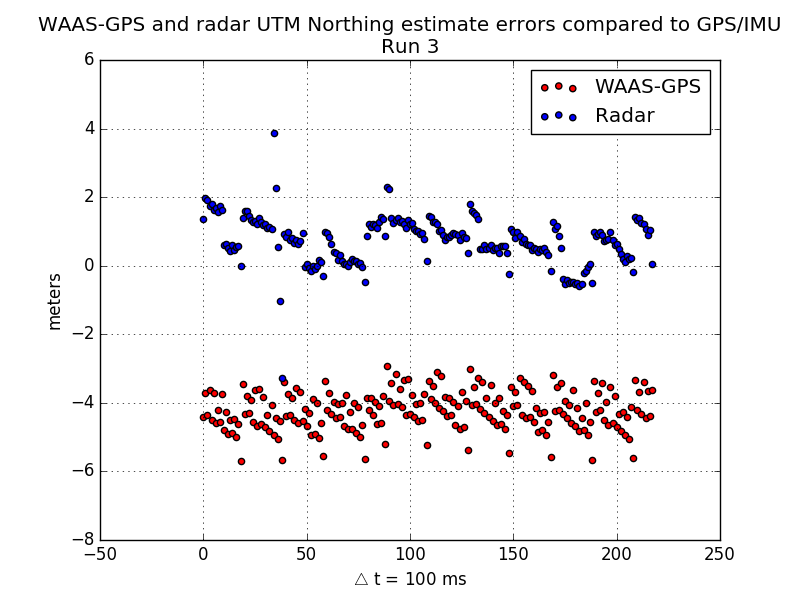 WAAS-GPS and radar UTM Northing estimate errors compared to GPS/IMU
Run 3
WAAS-GPS
Radar
meters
6
4
2
0
−2
−4
−6
−8
−50
0
50
100
150
200
250
△ t = 100 ms